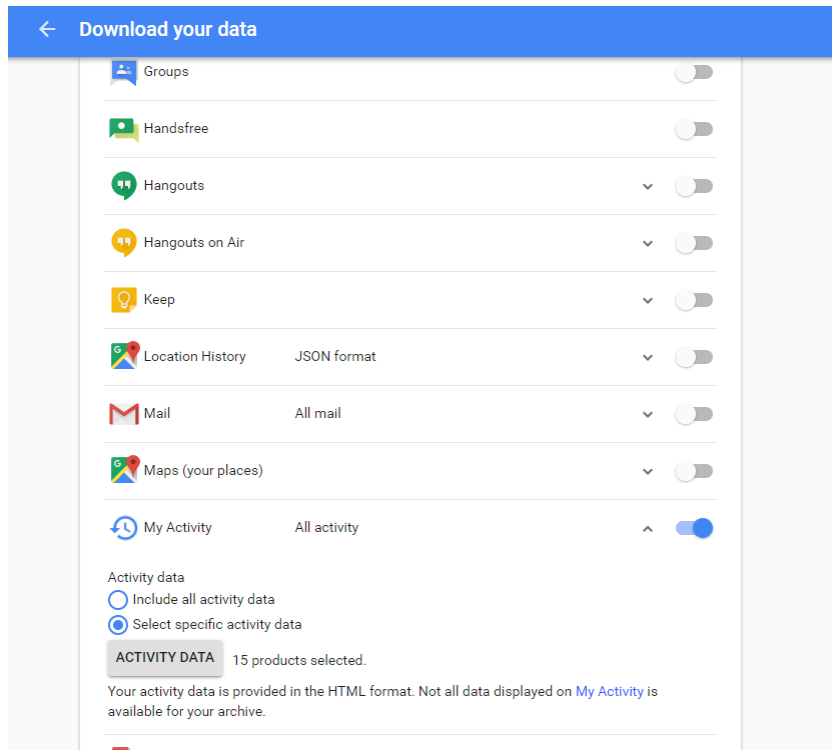 Download your data
Groups
Handsfree
Hangouts
Hangouts on Air
Keep
Location History JSON format
Mail All mail
Maps (your places)
My Activity All activity
Activity data
Include all activity data
Select specific activity data
ACTIVITY DATA 15 products selected.
Your activity data is provided in the HTML format. Not all data displayed on My Activity is
available for your archive.